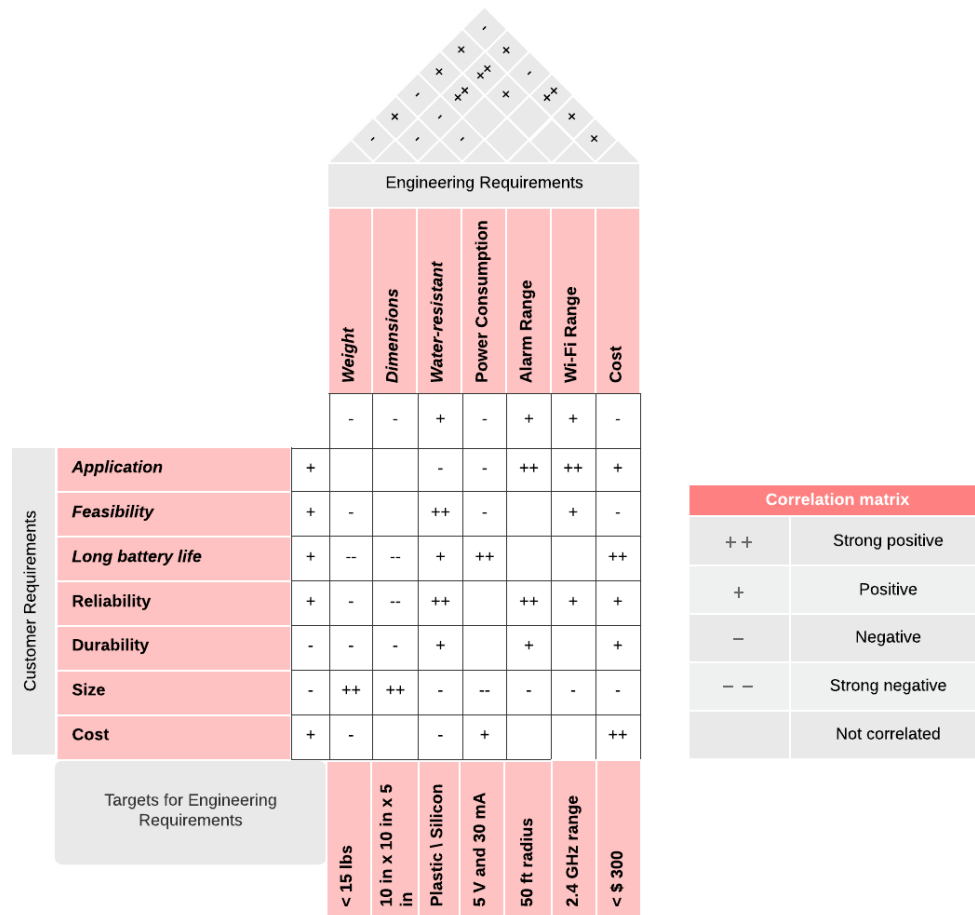 -
+ +
+ ++ -
- ++ + ++
+ - +
- - - +
Engineering Requirements
Weight
Dimensions
Water-resistant
Power Consumption
Alarm Range
Wi-Fi Range
Cost
- - + - + + -
Customer Requirements
Application + - - ++ ++ +
Feasibility + - ++ - + -
Long battery life + -- -- + ++ ++
Reliability + - -- ++ ++ + +
Durability - - - + + +
Size - ++ ++ - -- - - -
Cost + - - + ++
Targets for Engineering
Requirements
< 15 lbs
10 in x 10 in x 5
in
Plastic \ Silicon
5 V and 30 mA
50 ft radius
2.4 GHz range
< $ 300
Correlation matrix
++ Strong positive
+ Positive
− Negative
− − Strong negative
Not correlated